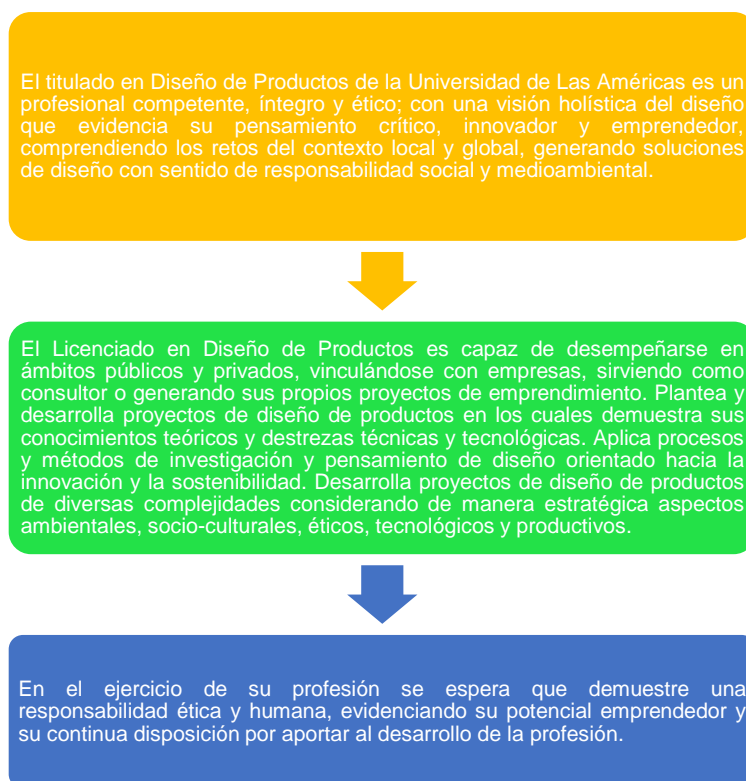 El titulado en Diseño de Productos de la Universidad de Las Américas es un
profesional competente, íntegro y ético; con una visión holística del diseño
que evidencia su pensamiento crítico, innovador y emprendedor,
comprendiendo los retos del contexto local y global, generando soluciones
de diseño con sentido de responsabilidad social y medioambiental.
El Licenciado en Diseño de Productos es capaz de desempeñarse en
ámbitos públicos y privados, vinculándose con empresas, sirviendo como
consultor o generando sus propios proyectos de emprendimiento. Plantea y
desarrolla proyectos de diseño de productos en los cuales demuestra sus
conocimientos teóricos y destrezas técnicas y tecnológicas. Aplica procesos
y métodos de investigación y pensamiento de diseño orientado hacia la
innovación y la sostenibilidad. Desarrolla proyectos de diseño de productos
de diversas complejidades considerando de manera estratégica aspectos
ambientales, socio-culturales, éticos, tecnológicos y productivos.
En el ejercicio de su profesión se espera que demuestre una
responsabilidad ética y humana, evidenciando su potencial emprendedor y
su continua disposición por aportar al desarrollo de la profesión.